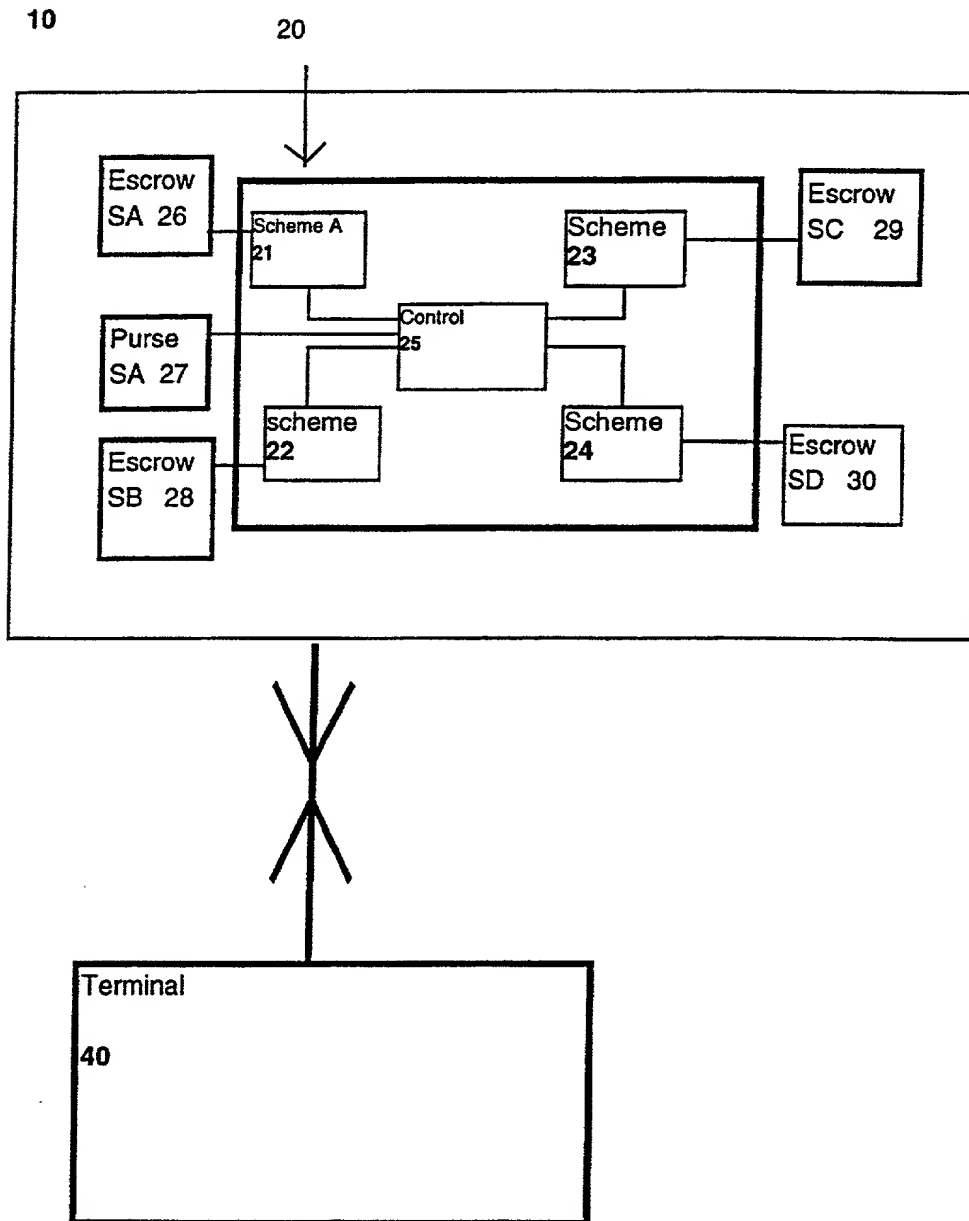 10
20
Escrow
SA 26
Scheme A
21
Scheme
23
Escrow
SC 29
Purse
SA 27
Control
25
Escrow
SB 28
scheme
22
Scheme
24
Escrow
SD 30
Terminal
40